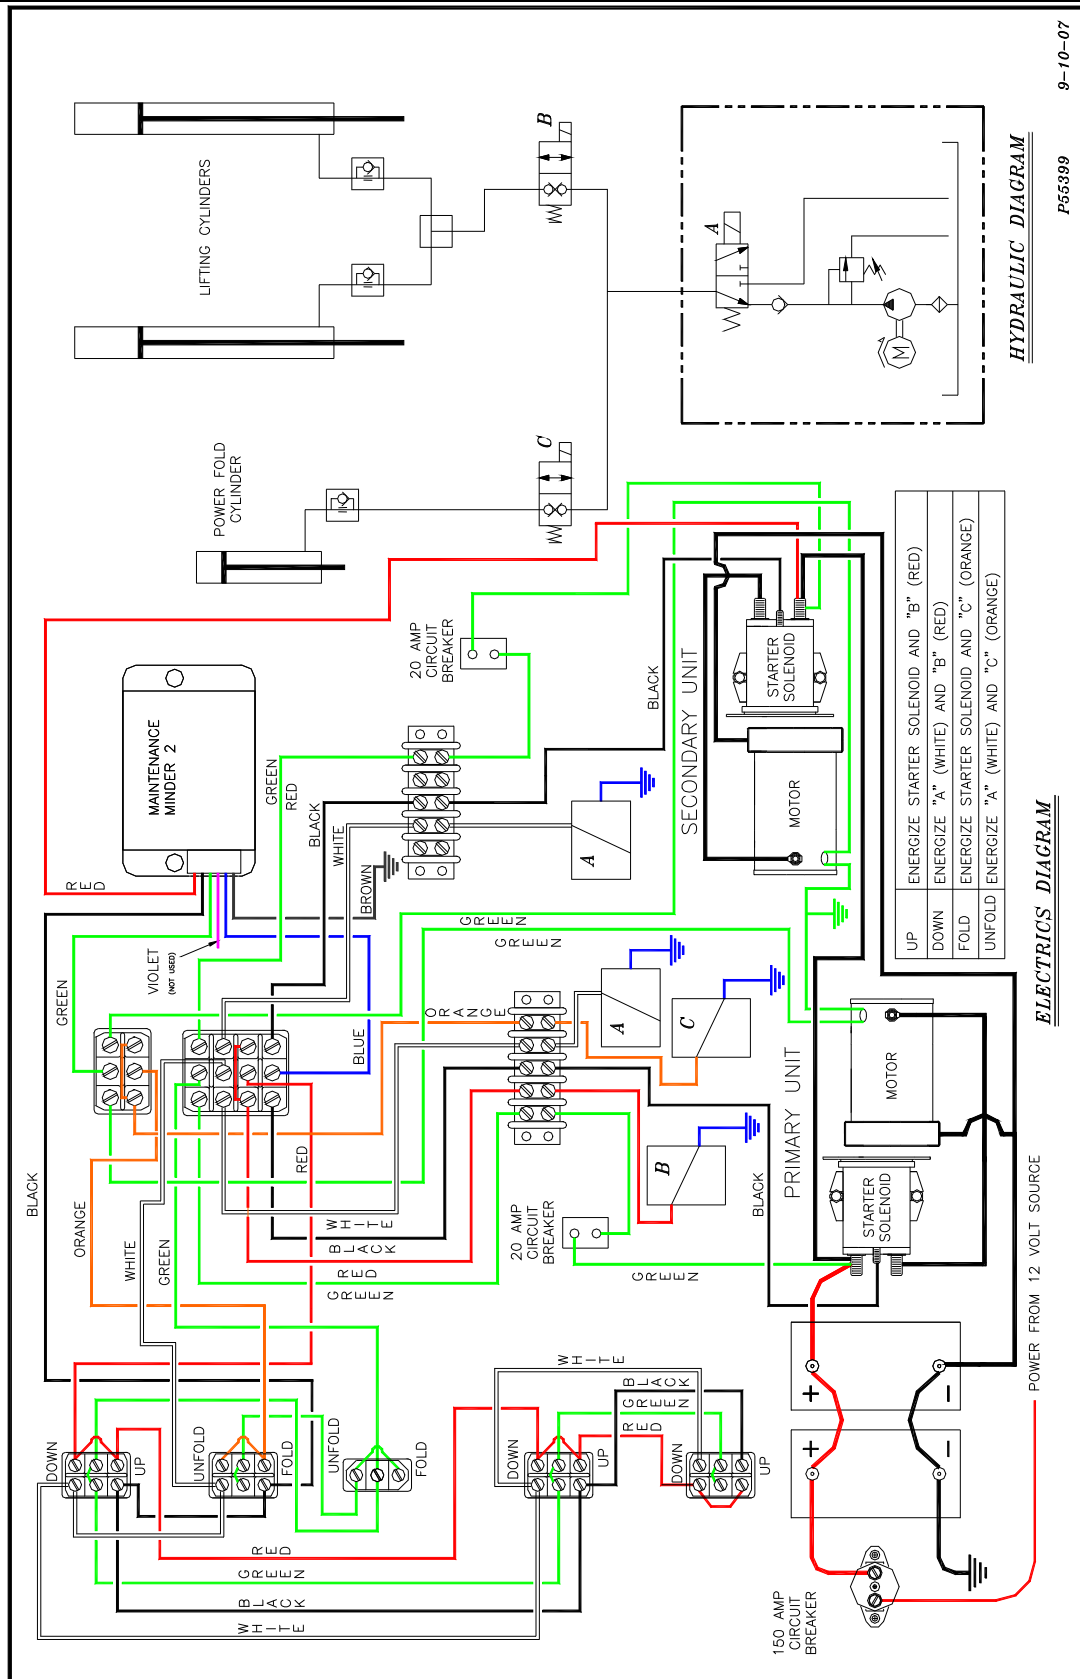 LIFTING CYLINDERS
B
A
POWER FOLD
CYLINDER
C
M
HYDRAULIC DIAGRAM
P55399
9-10-07
MAINTENANCE
MINDER 2
RED
VIOLET
(NOT USED)
GREEN
BLUE
BROWN
GREEN
RED
BLACK
WHITE
20 AMP
CIRCUIT
BREAKER
BLACK
A
SECONDARY UNIT
STARTER
SOLENOID
MOTOR
GREEN
GREEN
ORANGE
A
C
B
PRIMARY UNIT
MOTOR
STARTER
SOLENOID
BLACK
20 AMP
CIRCUIT
BREAKER
GREEN
RED
WHITE
BLACK
RED
GREEN
BLACK
ORANGE
WHITE
GREEN
DOWN
UP
UNFOLD
FOLD
UNFOLD
FOLD
DOWN
UP
DOWN
UP
WHITE
BLACK
GREEN
RED
RED
GREEN
BLACK
WHITE
+
-
+
-
150 AMP
CIRCUIT
BREAKER
POWER FROM 12 VOLT SOURCE
UP ENERGIZE STARTER SOLENOID AND "B" (RED)
DOWN ENERGIZE "A" (WHITE) AND "B" (RED)
FOLD ENERGIZE STARTER SOLENOID AND "C" (ORANGE)
UNFOLD ENERGIZE "A" (WHITE) AND "C" (ORANGE)
ELECTRICS DIAGRAM